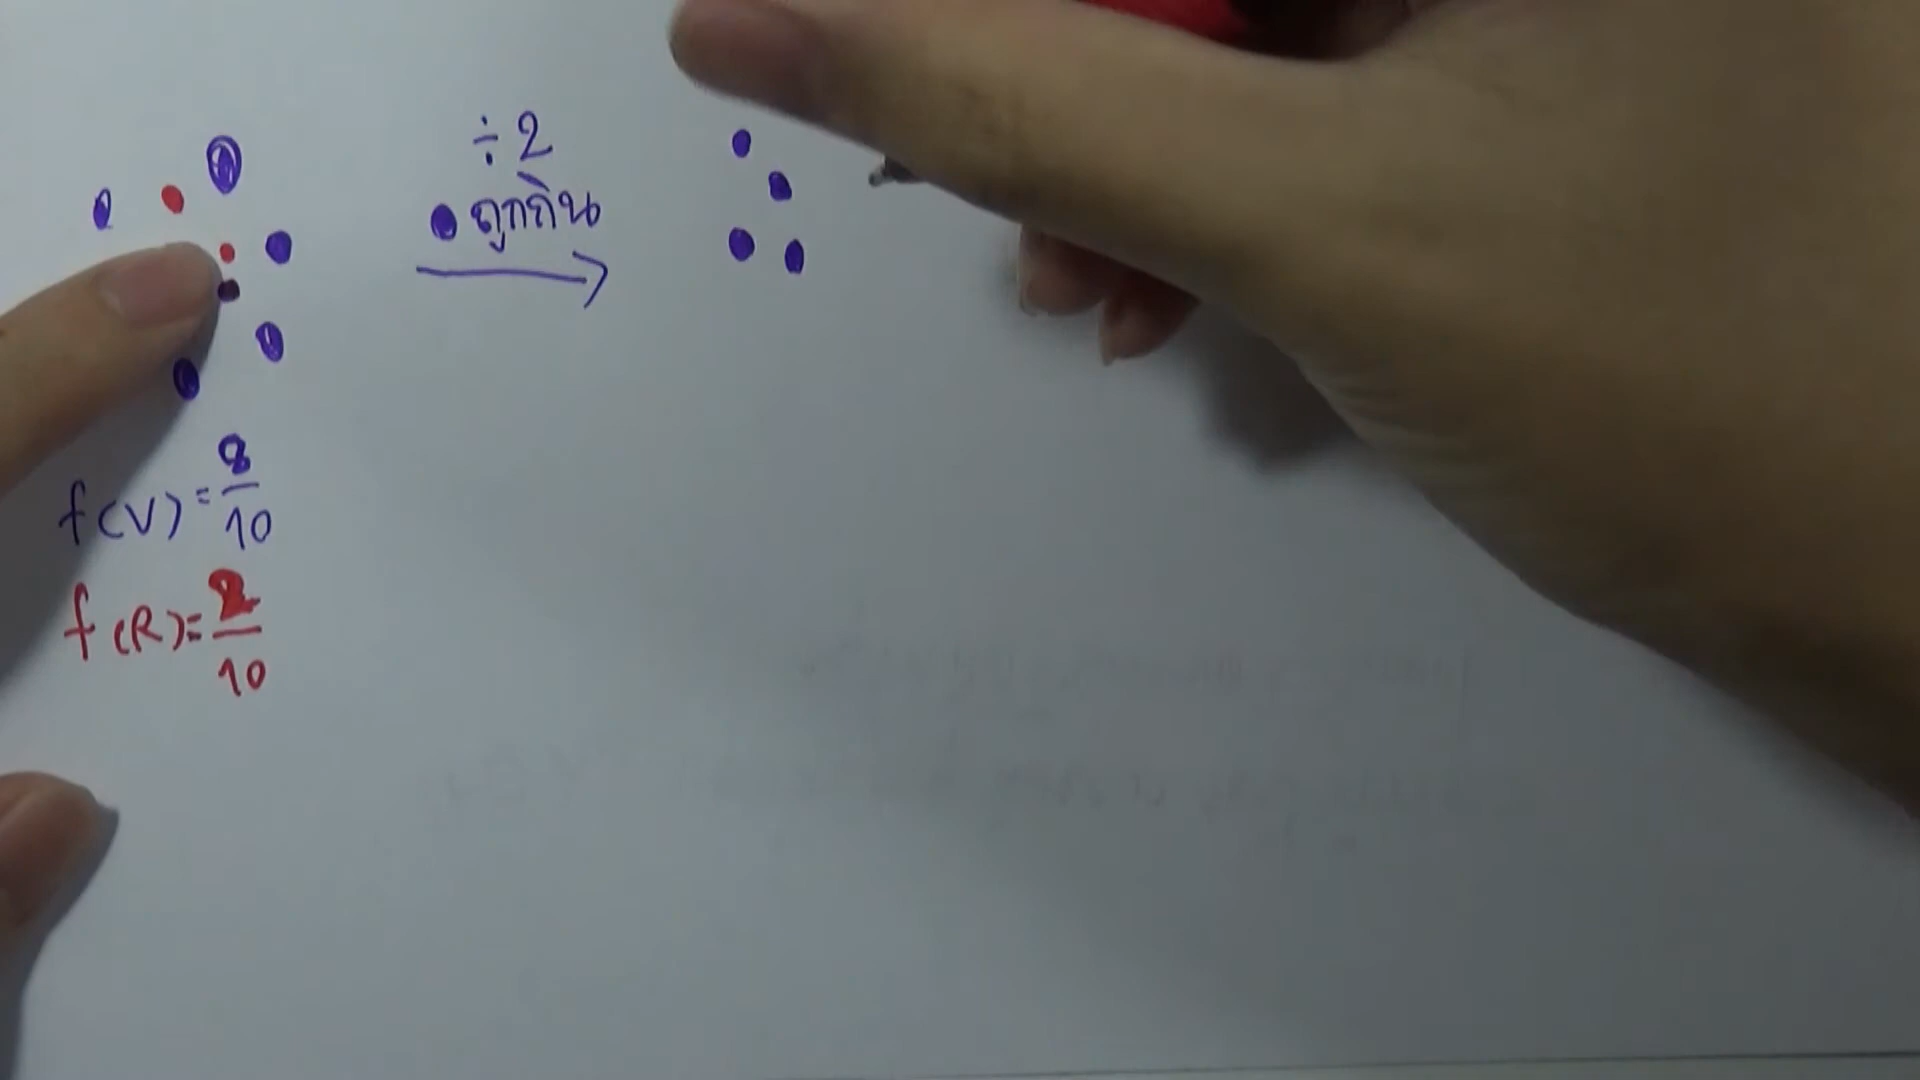 ÷2
ถูกกิน
f(V) = 8/10
f(R) = 2/10